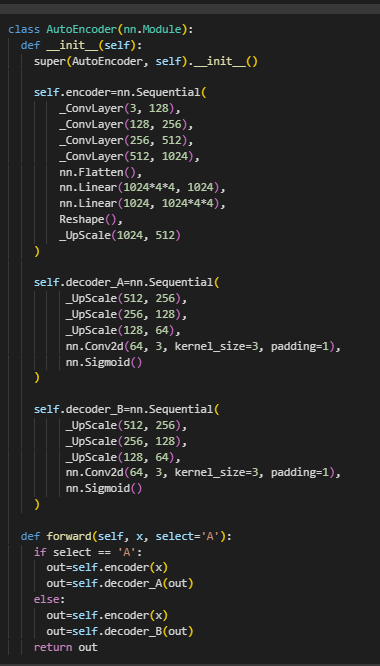 class AutoEncoder(nn.Module):
  def __init__(self):
    super(AutoEncoder, self).__init__()

    self.encoder=nn.Sequential(
        _ConvLayer(3, 128),
        _ConvLayer(128, 256),
        _ConvLayer(256, 512),
        _ConvLayer(512, 1024),
        nn.Flatten(),
        nn.Linear(1024*4*4, 1024),
        nn.Linear(1024, 1024*4*4),
        Reshape(),
        _UpScale(1024, 512)
    )

    self.decoder_A=nn.Sequential(
         _UpScale(512, 256),
         _UpScale(256, 128),
         _UpScale(128, 64),
         nn.Conv2d(64, 3, kernel_size=3, padding=1),
         nn.Sigmoid()
    )

    self.decoder_B=nn.Sequential(
         _UpScale(512, 256),
         _UpScale(256, 128),
         _UpScale(128, 64),
         nn.Conv2d(64, 3, kernel_size=3, padding=1),
         nn.Sigmoid()
    )

  def forward(self, x, select='A'):
    if select == 'A':
      out=self.encoder(x)
      out=self.decoder_A(out)
    else:
      out=self.encoder(x)
      out=self.decoder_B(out)
    return out